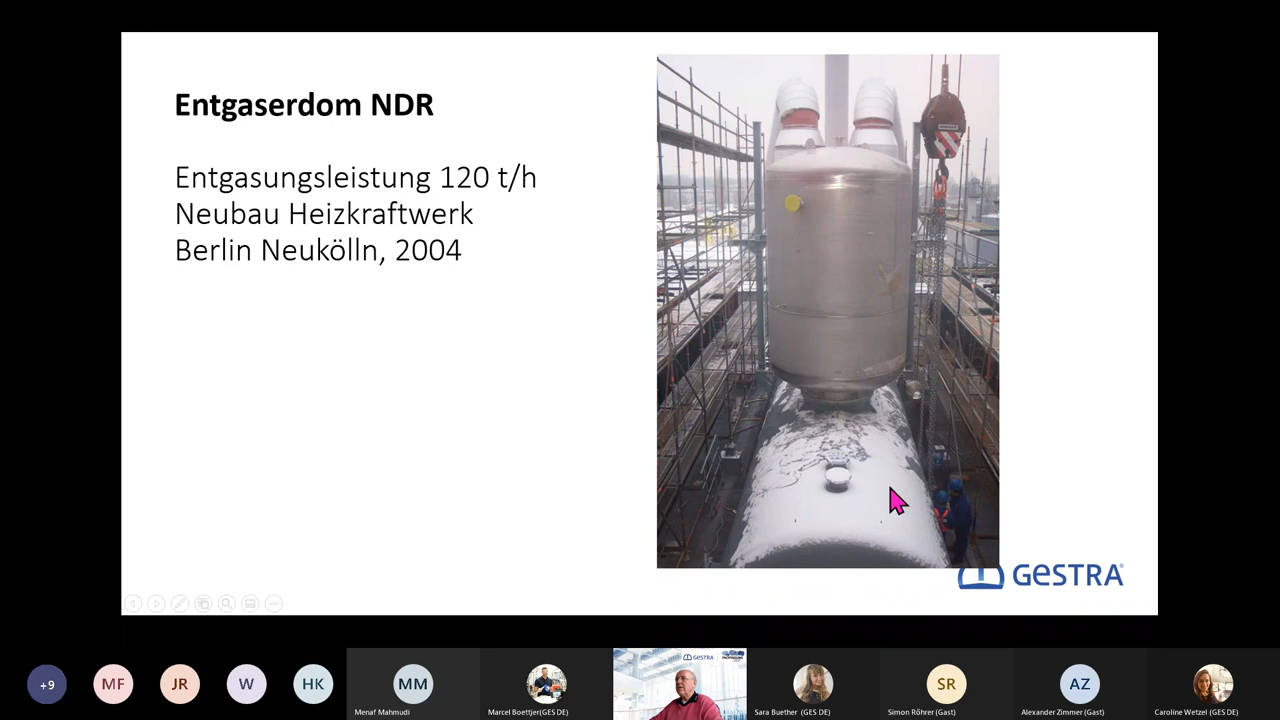 Entgaserdom NDR
Entgasungsleistung 120 t/h
Neubau Heizkraftwerk
Berlin Neukölln, 2004
GESTRA
GESTRA
+9
MF
JR
W
HK
MM
SR
AZ
Menaf Mahmudi
Marcel Boettjer(GES DE)
Sara Buether (GES DE)
Simon Röhrer (Gast)
Alexander Zimmer (Gast)
Caroline Wetzel (GES DE)